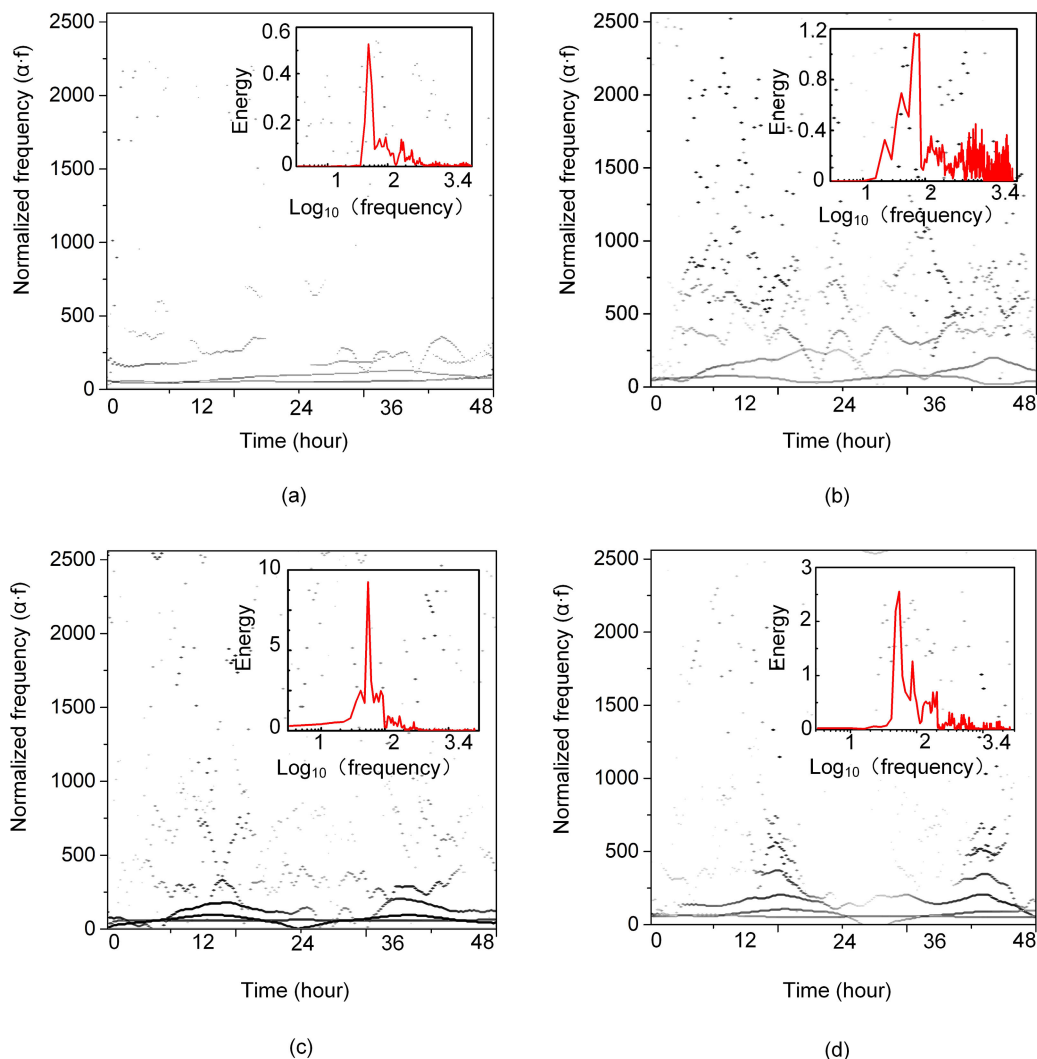 2500
2000
1500
1000
500
0
Normalized frequency (α·f)
0 12 24 36 48
Time (hour)
0.6
0.4
0.2
0
Energy
1 2 3.4
Log₁₀（frequency）
(a)
2500
2000
1500
1000
500
0
Normalized frequency (α·f)
0 12 24 36 48
Time (hour)
1.2
0.8
0.4
0
Energy
1 2 3.4
Log₁₀（frequency）
(b)
2500
2000
1500
1000
500
0
Normalized frequency (α·f)
0 12 24 36 48
Time (hour)
10
5
0
Energy
1 2 3.4
Log₁₀（frequency）
(c)
2500
2000
1500
1000
500
0
Normalized frequency (α·f)
0 12 24 36 48
Time (hour)
3
2
1
0
Energy
1 2 3.4
Log₁₀（frequency）
(d)